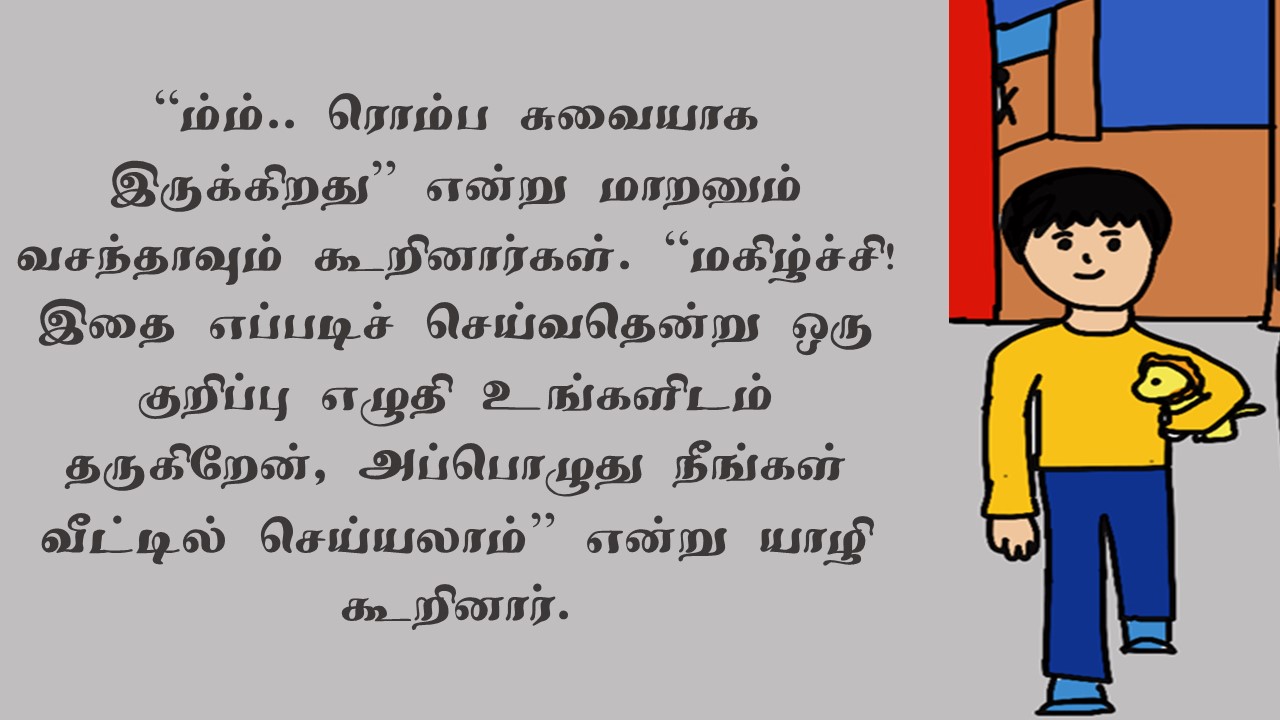 “ம்ம்.. ரொம்ப சுவையாக
இருக்கிறது” என்று மாறனும்
வசந்தாவும் கூறினார்கள். “மகிழ்ச்சி!
இதை எப்படிச் செய்வதென்று ஒரு
குறிப்பு எழுதி உங்களிடம்
தருகிறேன், அப்பொழுது நீங்கள்
வீட்டில் செய்யலாம்” என்று யாழி
கூறினார்.